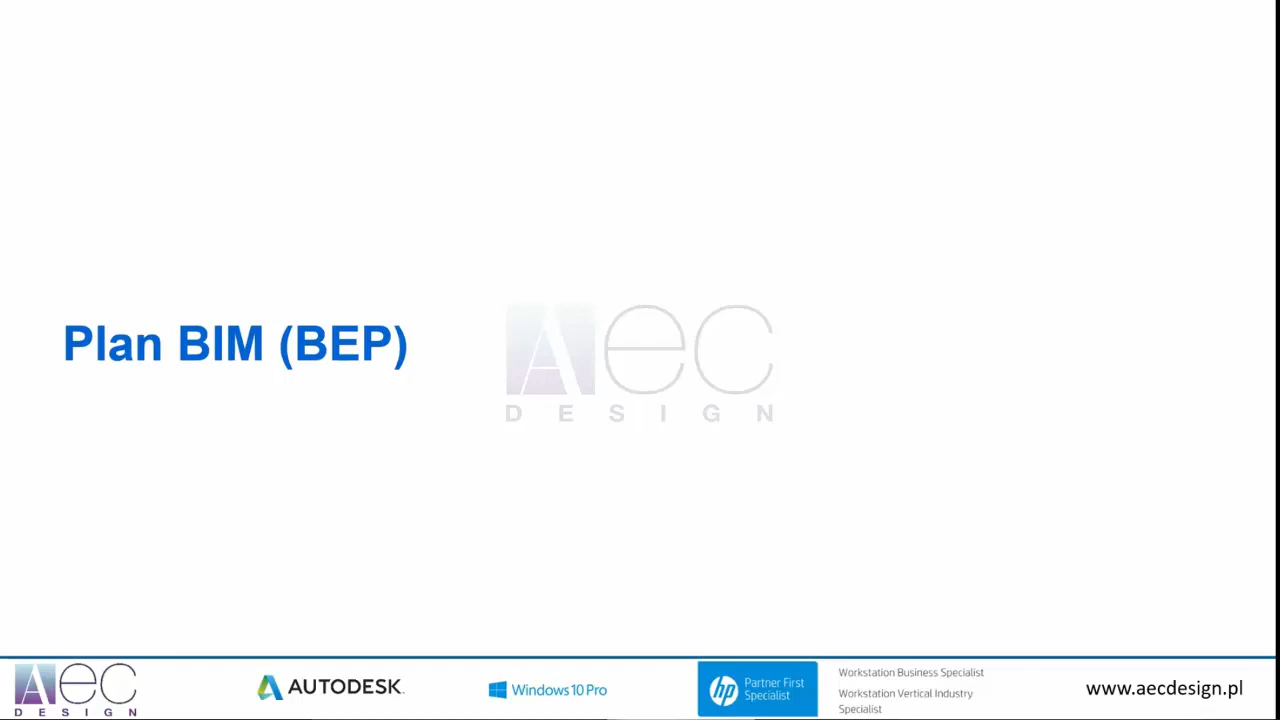 Plan BIM (BEP)
Aec
DESIGN
Aec
DESIGN
AUTODESK.
Windows 10 Pro
hp
Partner First
Specialist
Workstation Business Specialist
Workstation Vertical Industry
Specialist
www.aecdesign.pl